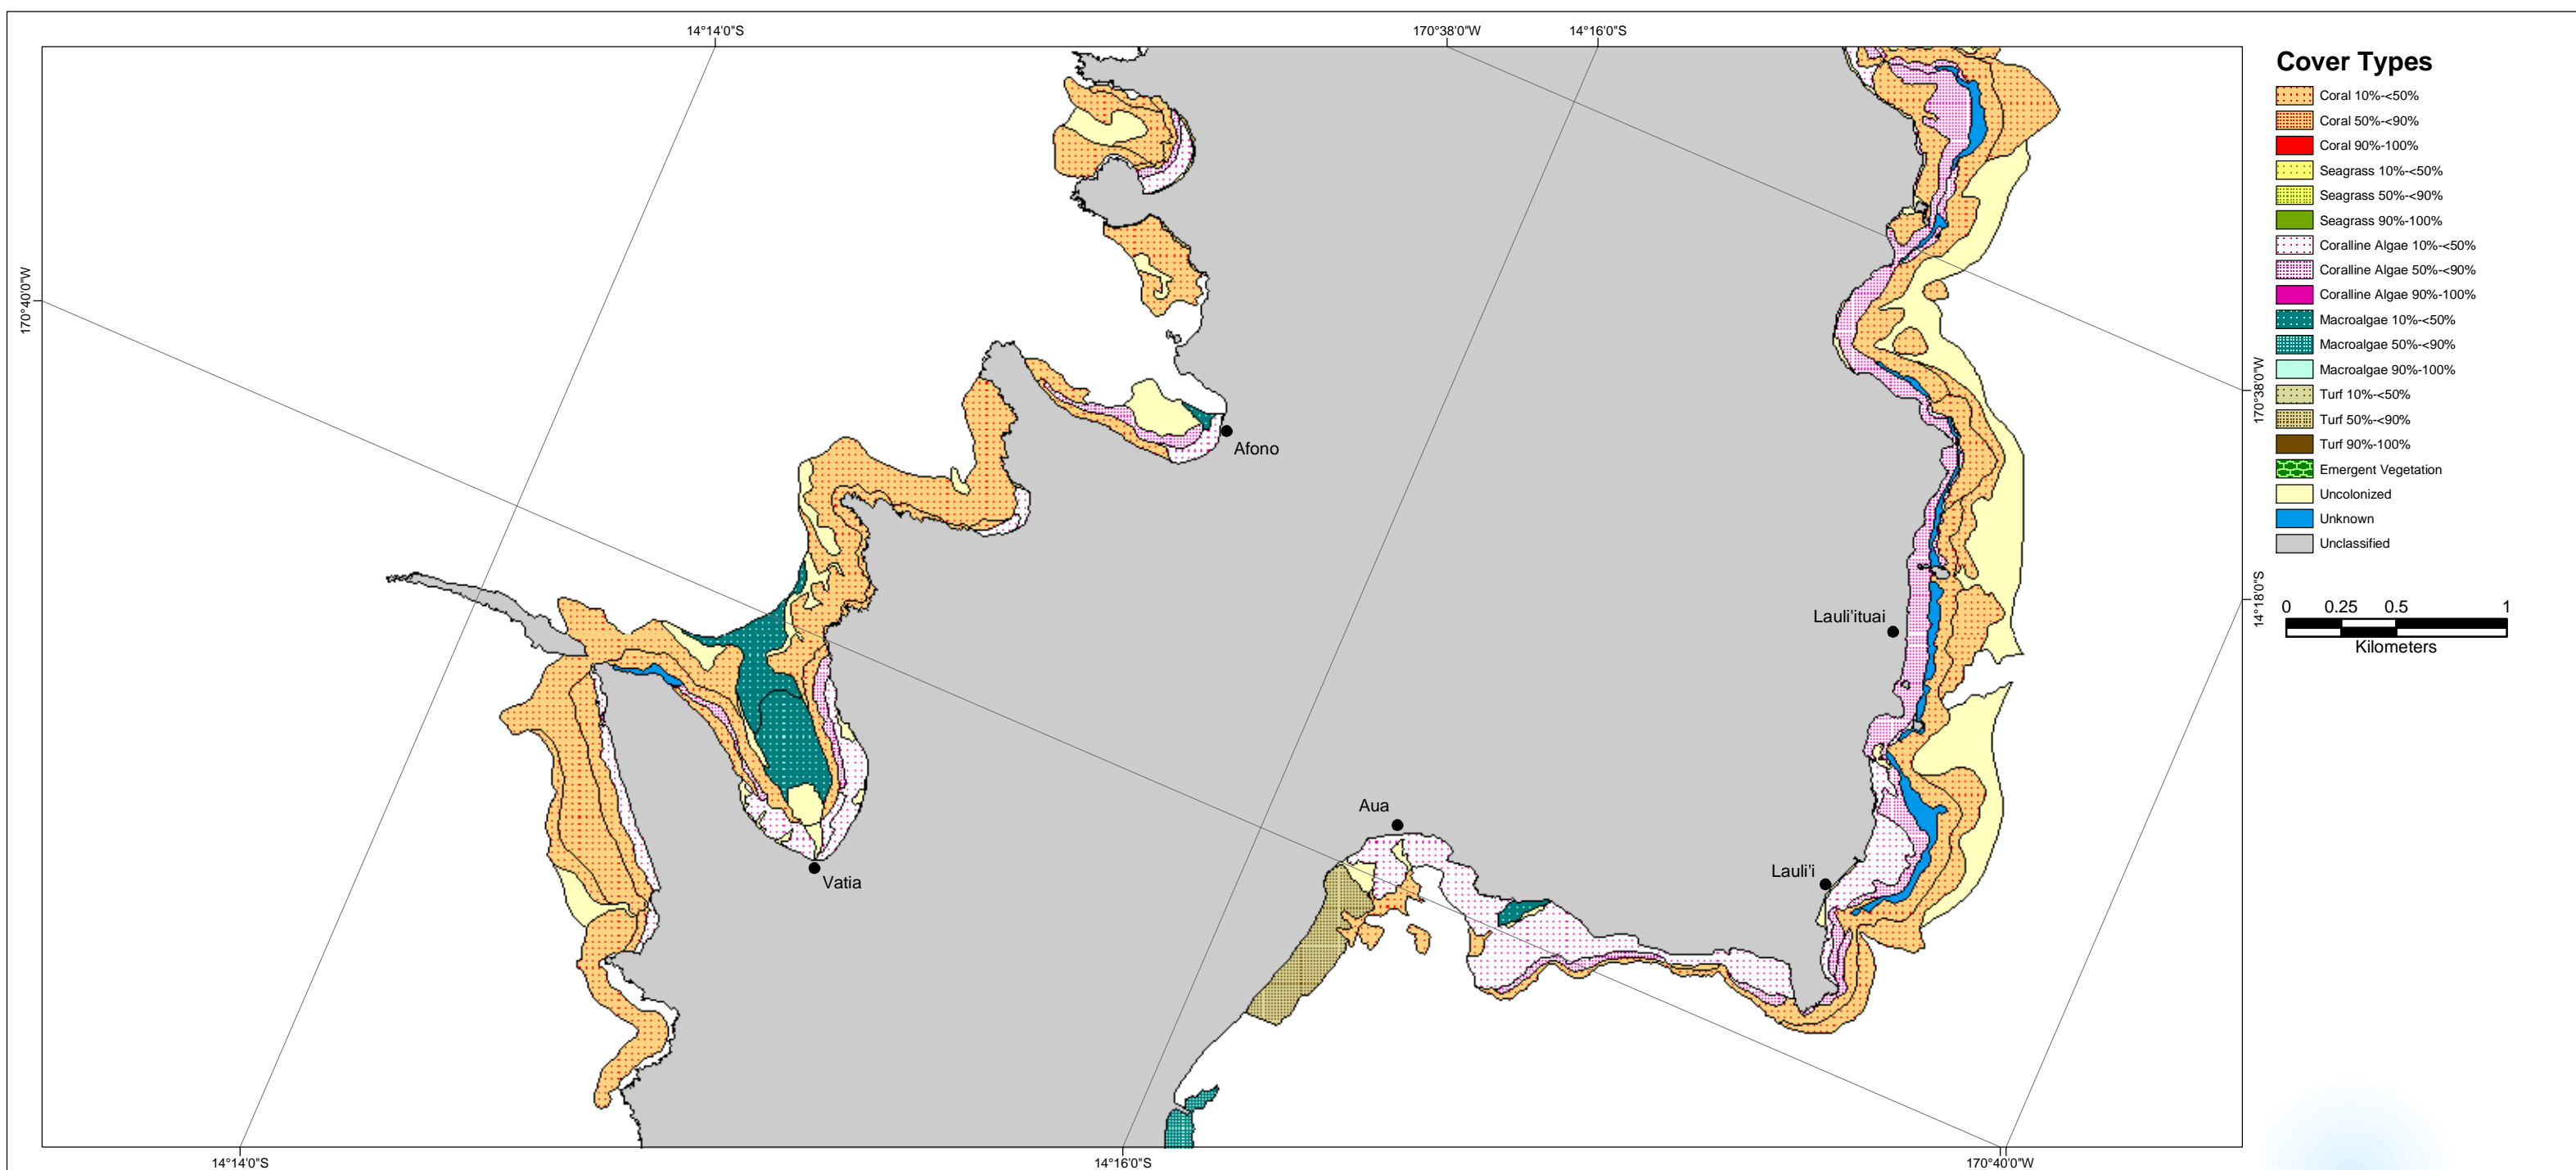 14°14'0"S
170°38'0"W
14°16'0"S
170°40'0"W
170°38'0"W
14°18'0"S
14°14'0"S
14°16'0"S
170°40'0"W
Afono
Lauli'ituai
Aua
Vatia
Lauli'i
Cover Types
Coral 10%-<50%
Coral 50%-<90%
Coral 90%-100%
Seagrass 10%-<50%
Seagrass 50%-<90%
Seagrass 90%-100%
Coralline Algae 10%-<50%
Coralline Algae 50%-<90%
Coralline Algae 90%-100%
Macroalgae 10%-<50%
Macroalgae 50%-<90%
Macroalgae 90%-100%
Turf 10%-<50%
Turf 50%-<90%
Turf 90%-100%
Emergent Vegetation
Uncolonized
Unknown
Unclassified
0 0.25 0.5 1
Kilometers